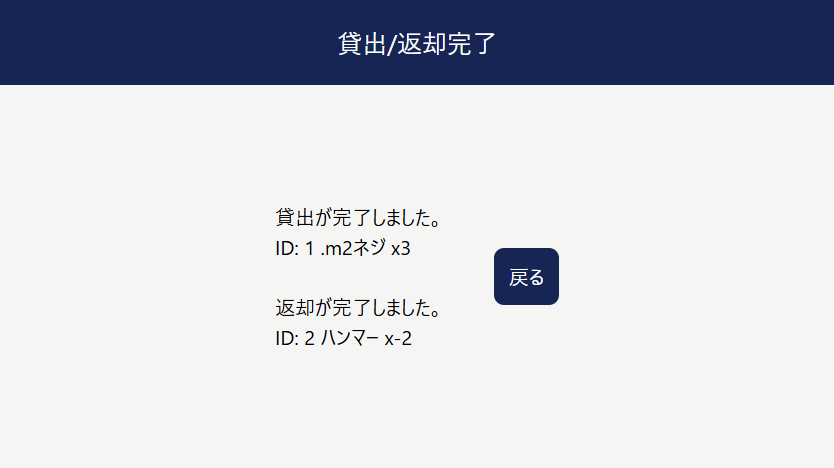 貸出/返却完了
貸出が完了しました。
ID: 1 .m2ネジ x3
返却が完了しました。
ID: 2 ハンマー x-2
戻る